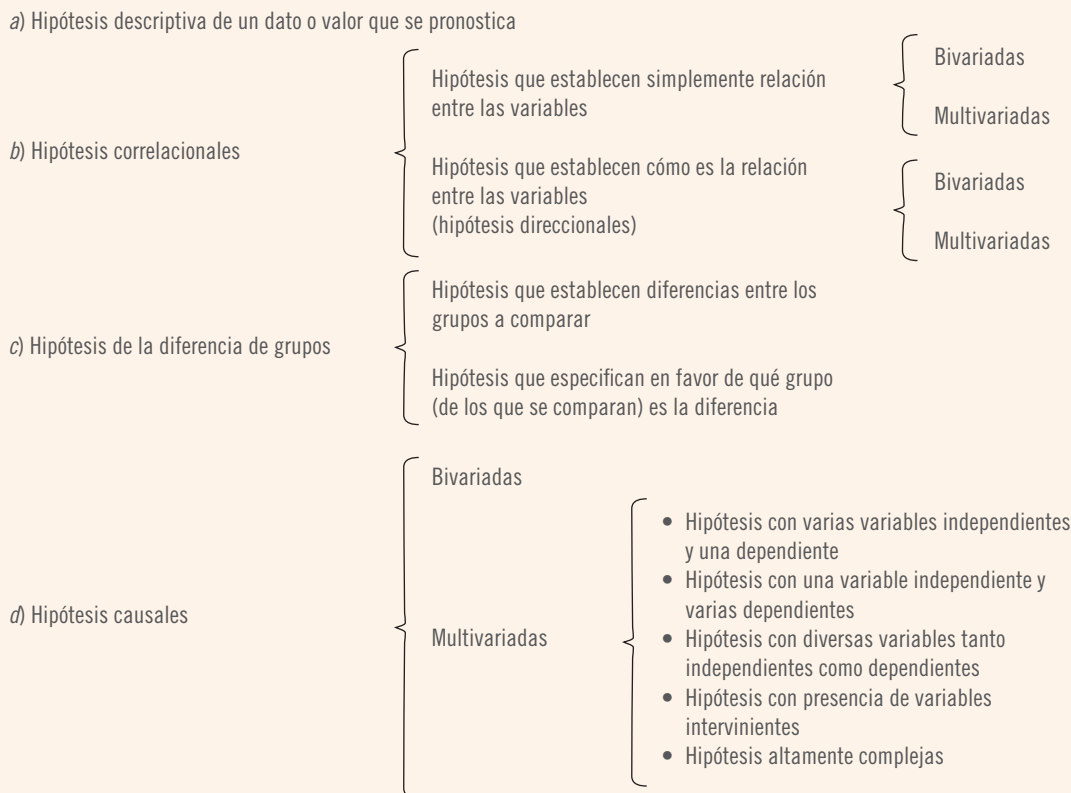 a) Hipótesis descriptiva de un dato o valor que se pronostica
b) Hipótesis correlacionales
Hipótesis que establecen simplemente relación
entre las variables
Bivariadas
Multivariadas
Hipótesis que establecen cómo es la relación
entre las variables
(hipótesis direccionales)
Bivariadas
Multivariadas
c) Hipótesis de la diferencia de grupos
Hipótesis que establecen diferencias entre los
grupos a comparar
Hipótesis que especifican en favor de qué grupo
(de los que se comparan) es la diferencia
d) Hipótesis causales
Bivariadas
Multivariadas
• Hipótesis con varias variables independientes
y una dependiente
• Hipótesis con una variable independiente y
varias dependientes
• Hipótesis con diversas variables tanto
independientes como dependientes
• Hipótesis con presencia de variables
intervinientes
• Hipótesis altamente complejas